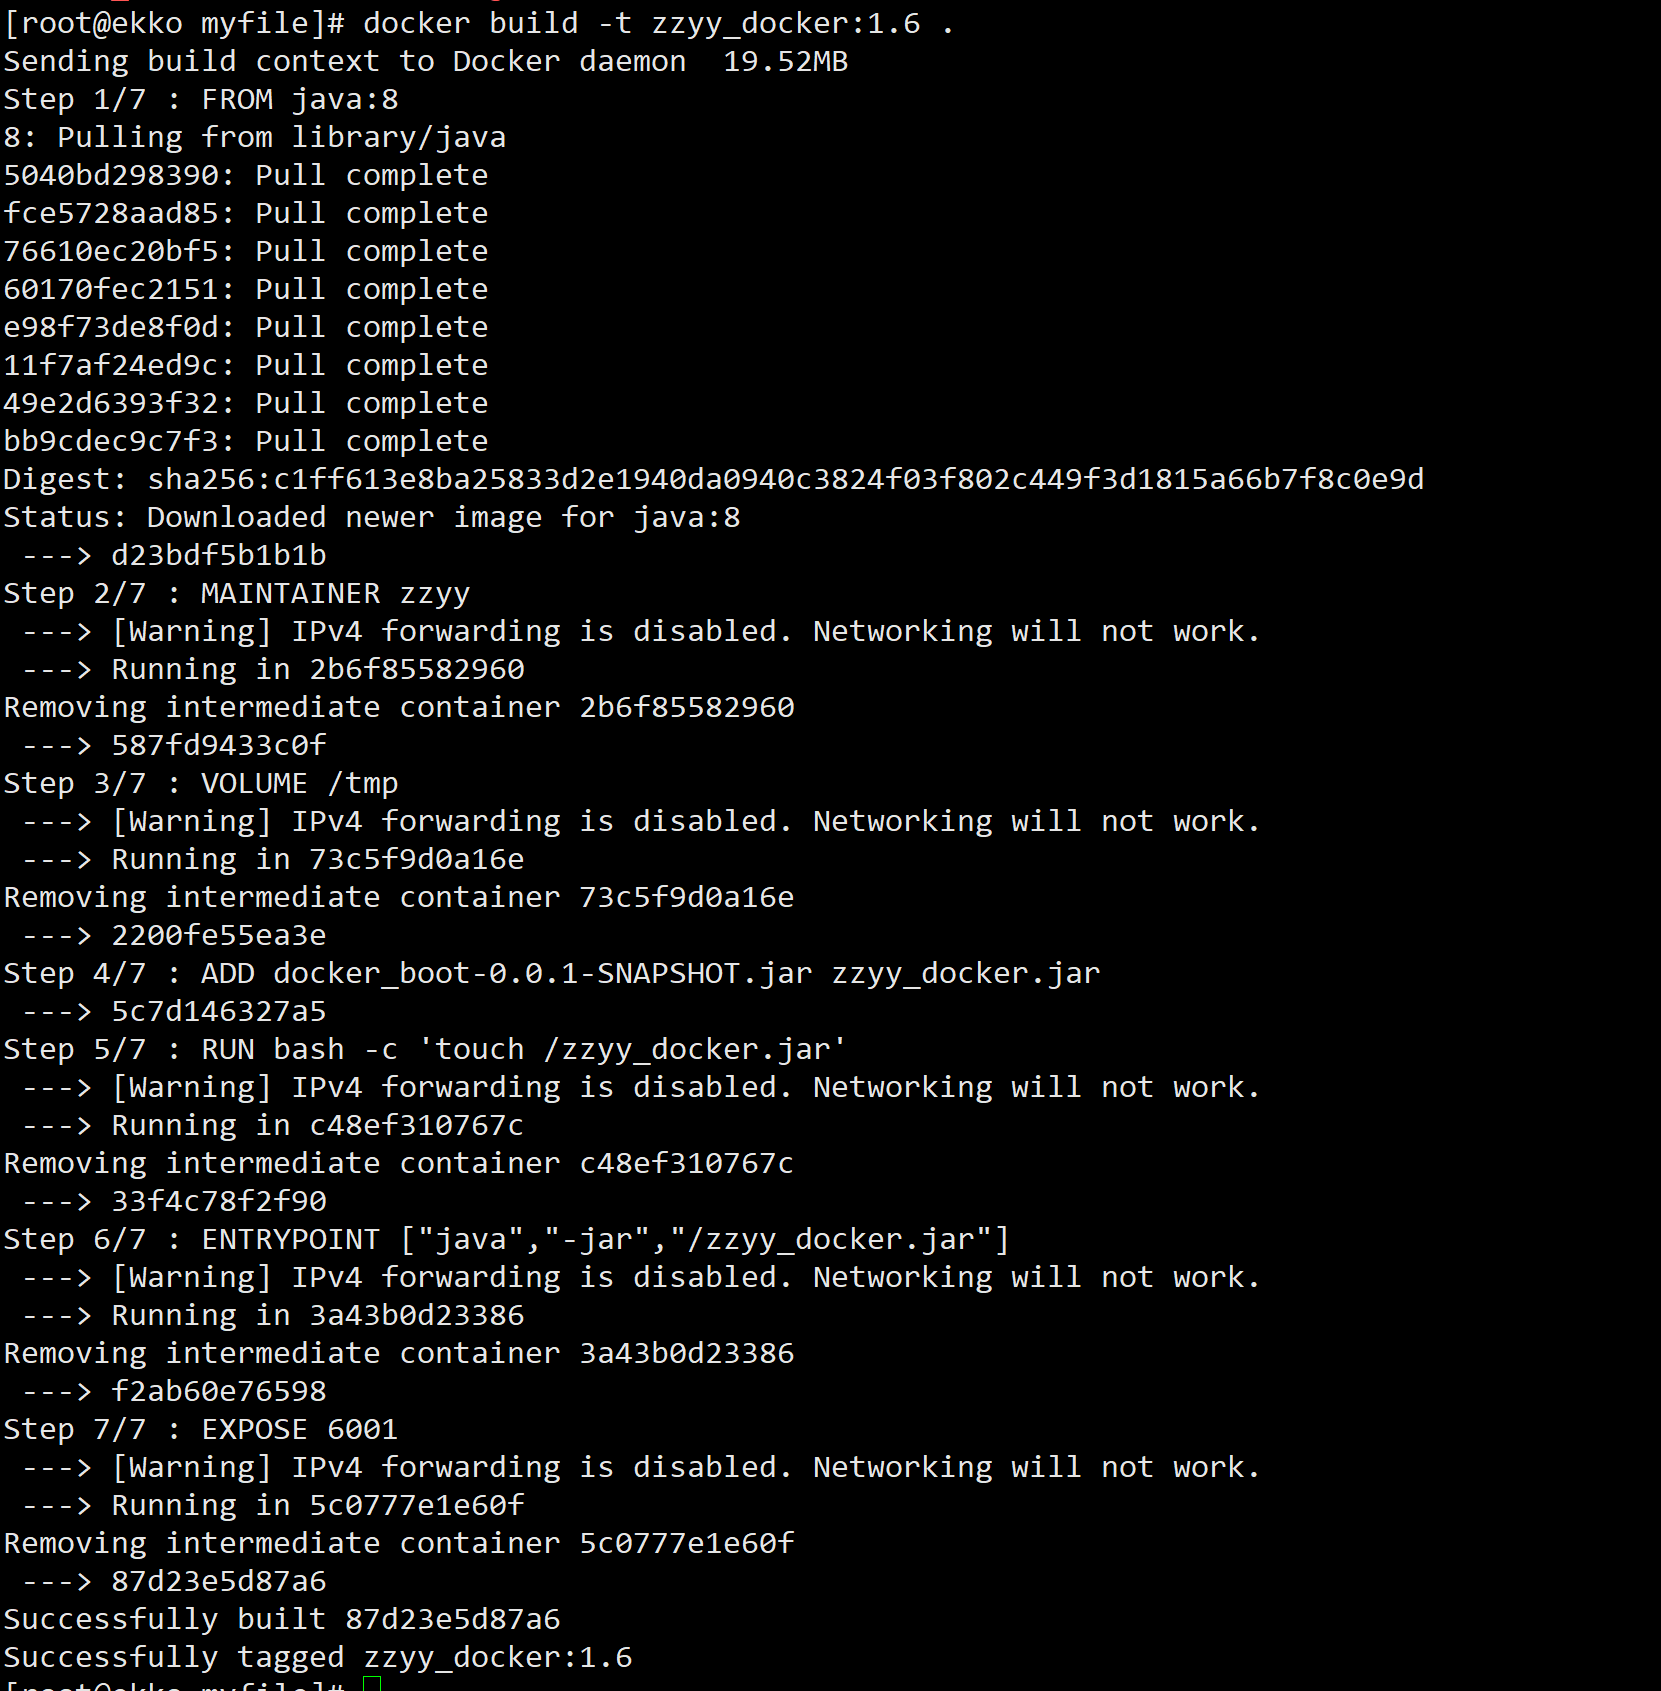 [root@ekko myfile]# docker build -t zzyy_docker:1.6 .
Sending build context to Docker daemon  19.52MB
Step 1/7 : FROM java:8
8: Pulling from library/java
5040bd298390: Pull complete
fce5728aad85: Pull complete
76610ec20bf5: Pull complete
60170fec2151: Pull complete
e98f73de8f0d: Pull complete
11f7af24ed9c: Pull complete
49e2d6393f32: Pull complete
bb9cdec9c7f3: Pull complete
Digest: sha256:c1ff613e8ba25833d2e1940da0940c3824f03f802c449f3d1815a66b7f8c0e9d
Status: Downloaded newer image for java:8
 ---> d23bdf5b1b1b
Step 2/7 : MAINTAINER zzyy
 ---> [Warning] IPv4 forwarding is disabled. Networking will not work.
 ---> Running in 2b6f85582960
Removing intermediate container 2b6f85582960
 ---> 587fd9433c0f
Step 3/7 : VOLUME /tmp
 ---> [Warning] IPv4 forwarding is disabled. Networking will not work.
 ---> Running in 73c5f9d0a16e
Removing intermediate container 73c5f9d0a16e
 ---> 2200fe55ea3e
Step 4/7 : ADD docker_boot-0.0.1-SNAPSHOT.jar zzyy_docker.jar
 ---> 5c7d146327a5
Step 5/7 : RUN bash -c 'touch /zzyy_docker.jar'
 ---> [Warning] IPv4 forwarding is disabled. Networking will not work.
 ---> Running in c48ef310767c
Removing intermediate container c48ef310767c
 ---> 33f4c78f2f90
Step 6/7 : ENTRYPOINT ["java","-jar","/zzyy_docker.jar"]
 ---> [Warning] IPv4 forwarding is disabled. Networking will not work.
 ---> Running in 3a43b0d23386
Removing intermediate container 3a43b0d23386
 ---> f2ab60e76598
Step 7/7 : EXPOSE 6001
 ---> [Warning] IPv4 forwarding is disabled. Networking will not work.
 ---> Running in 5c0777e1e60f
Removing intermediate container 5c0777e1e60f
 ---> 87d23e5d87a6
Successfully built 87d23e5d87a6
Successfully tagged zzyy_docker:1.6
[root@ekko myfile]#